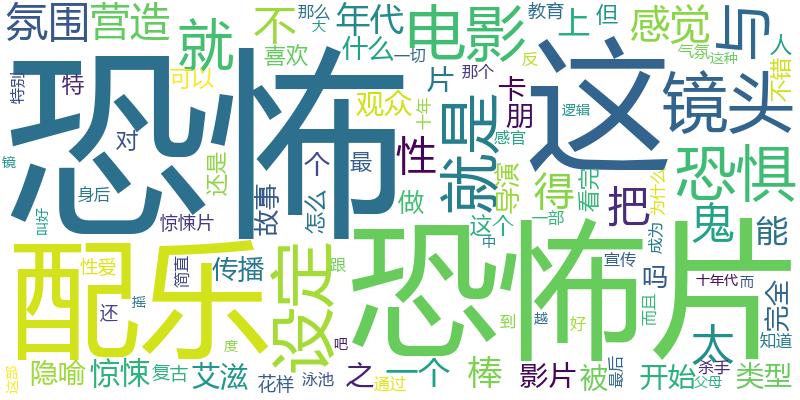 氛围
营造
就
不
年代
电影
上
但
教育
那么
大
什么
一切
喜欢
感觉
与
人
气氛
这种
不错
特别
特
可以
恐怖
这
镜头
片
那个
反
观众
卡朋
十年
感官
逻辑
对
还是
个
最
性
就是
导演
得
看完
恐惧
镜
身后
叫好
惊悚片
故事
怎么
做
这个
中
一部
把
为什么
成为
鬼
能
配乐
性爱
简直
传播
设定
跟
恐怖片
宣传
吗
十年代
而
完全
还
摇
度
吧
到
越
好
而且
太
知道
隐喻
惊悚
复古
艾滋
花样
泳池
之
通过
一个
棒
影片
被
最后
开始
杀手
父母
类型